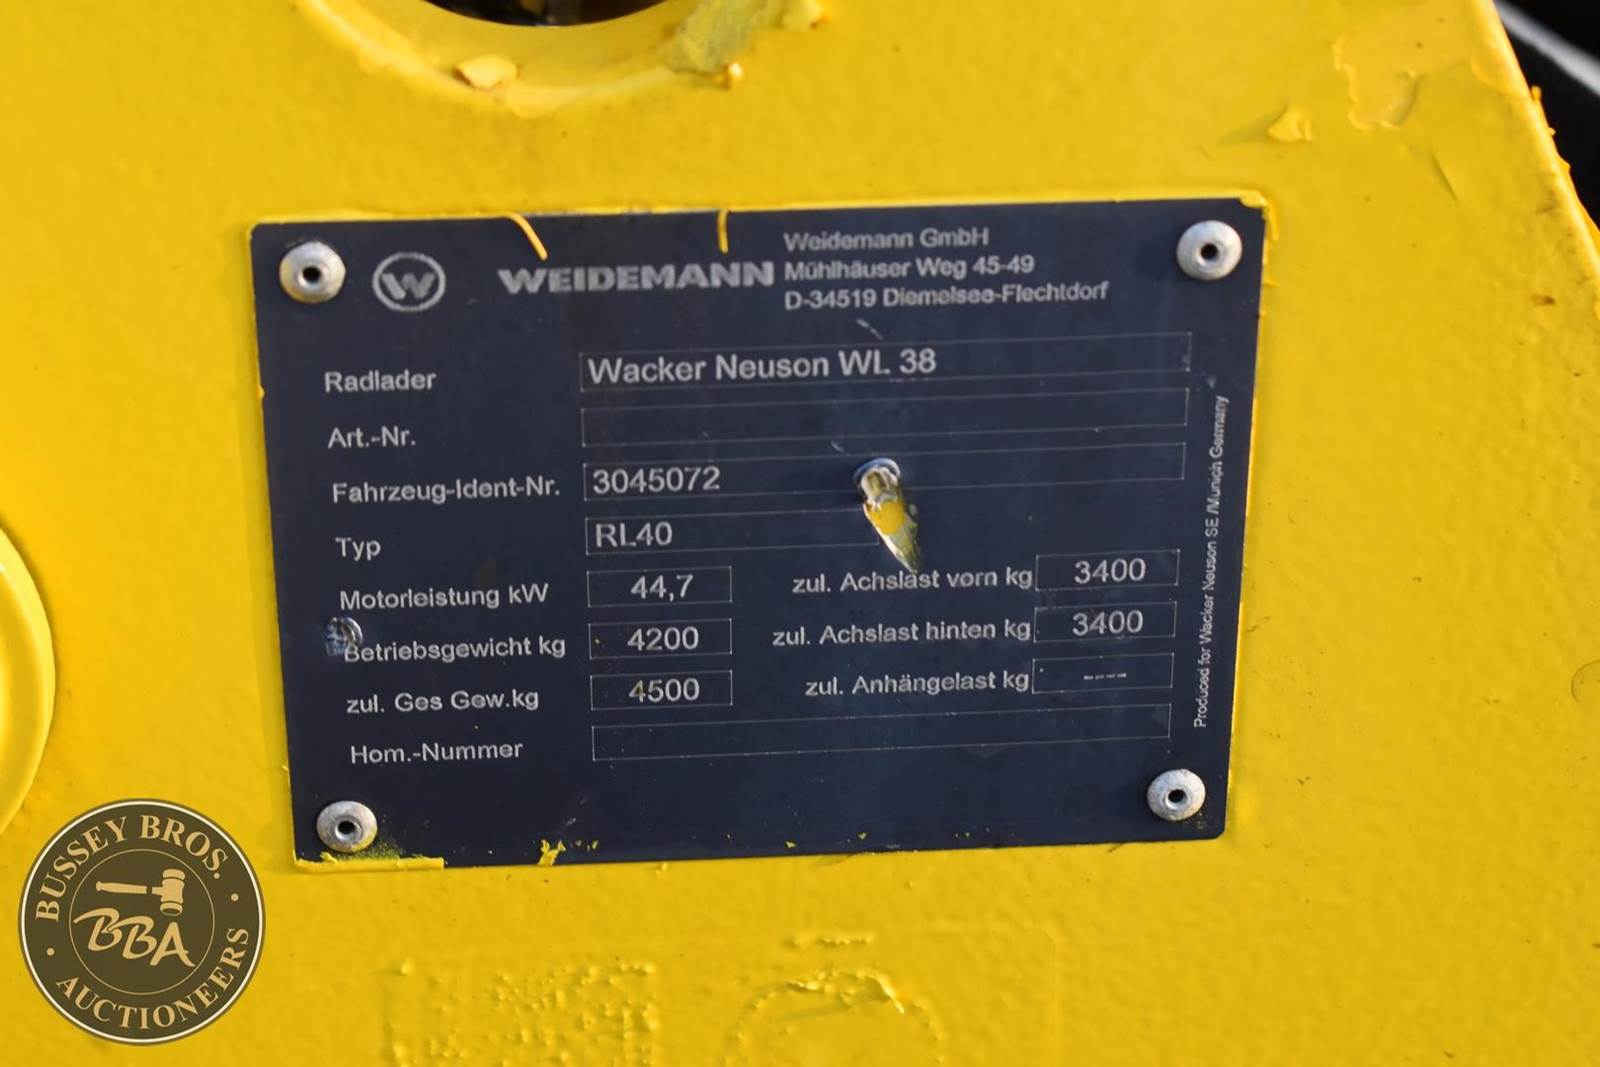 W
WEIDEMANN
Weidemann GmbH
Mühlhäuser Weg 45-49
D-34519 Diemelsee-Flechtdorf
Radlader Wacker Neuson WL 38
Art.-Nr.
Fahrzeug-Ident-Nr. 3045072
Typ RL40
Motorleistung kW 44,7 zul. Achslast vorn kg 3400
Betriebsgewicht kg 4200 zul. Achslast hinten kg 3400
zul. Ges Gew.kg 4500 zul. Anhängelast kg ----
Hom.-Nummer
Produced for Wacker Neuson SE /Munich Germany
BUSSEY BROS.
BBA
AUCTIONEERS